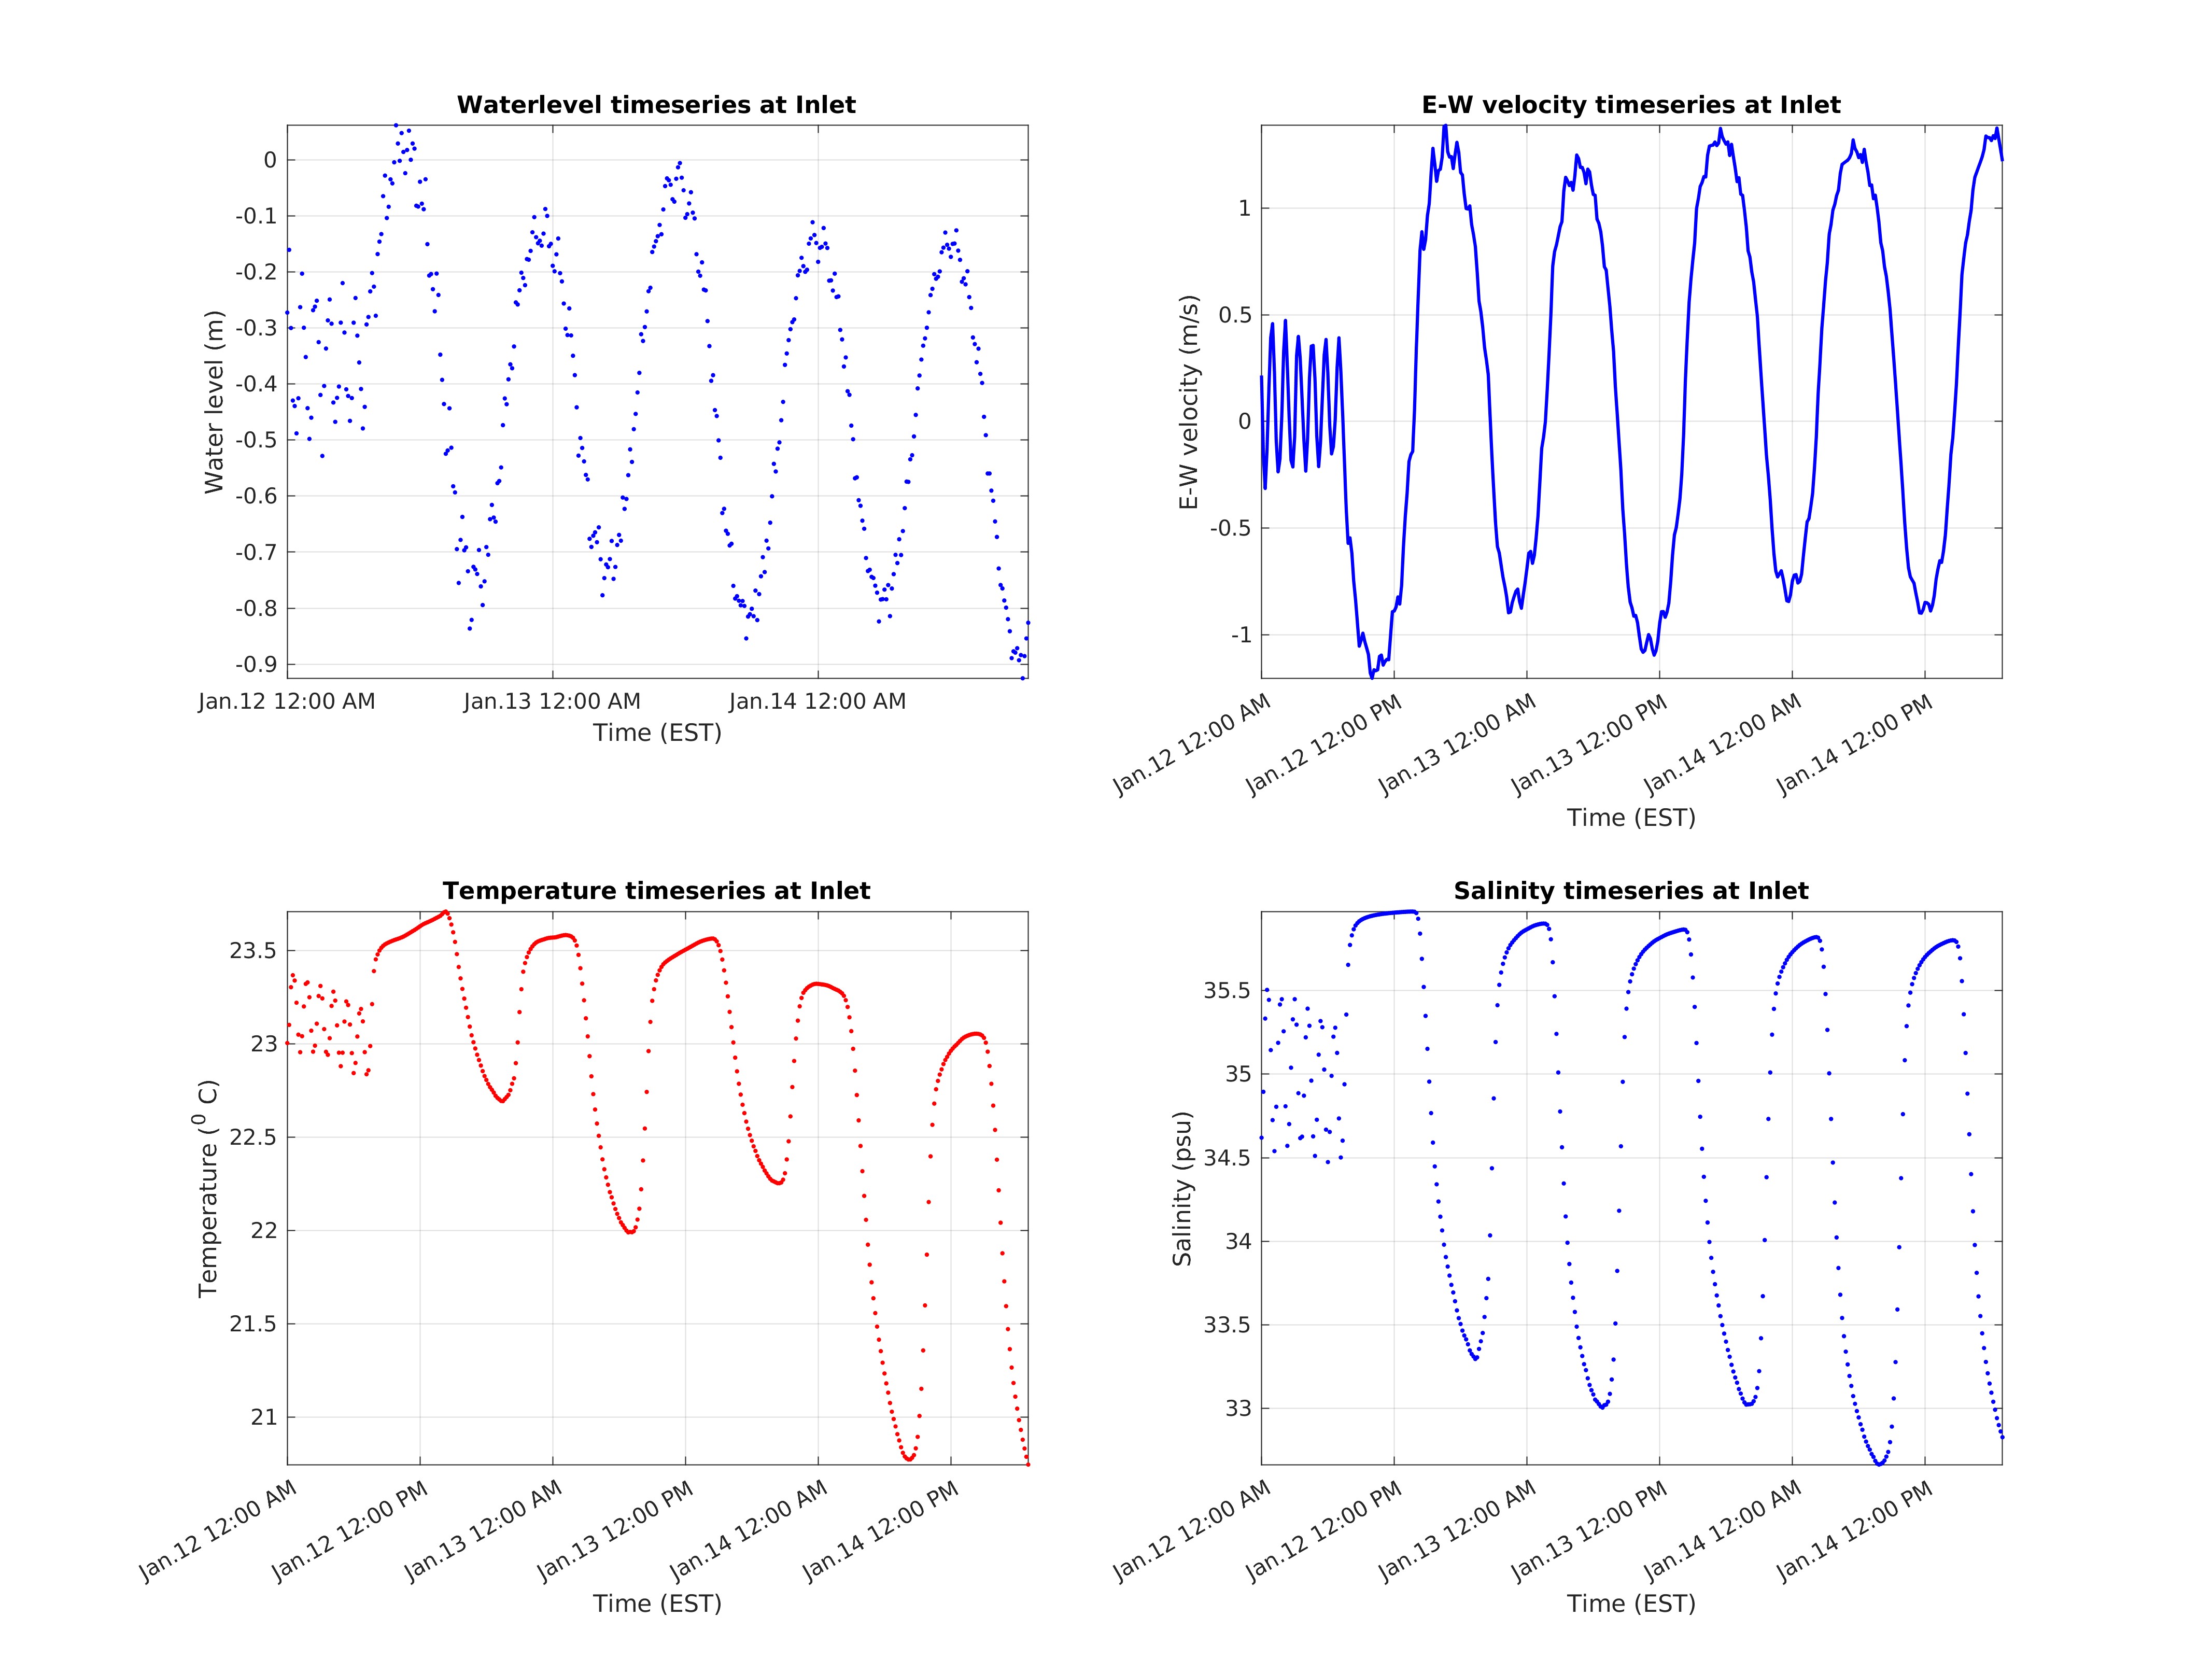 Waterlevel timeseries at Inlet
0
-0.1
-0.2
-0.3
-0.4
-0.5
-0.6
-0.7
-0.8
-0.9
Water level (m)
Jan.12 12:00 AM
Jan.13 12:00 AM
Jan.14 12:00 AM
Time (EST)
E-W velocity timeseries at Inlet
1
0.5
0
-0.5
-1
E-W velocity (m/s)
Jan.12 12:00 AM
Jan.12 12:00 PM
Jan.13 12:00 AM
Jan.13 12:00 PM
Jan.14 12:00 AM
Jan.14 12:00 PM
Time (EST)
Temperature timeseries at Inlet
23.5
23
22.5
22
21.5
21
Temperature (⁰ C)
Jan.12 12:00 AM
Jan.12 12:00 PM
Jan.13 12:00 AM
Jan.13 12:00 PM
Jan.14 12:00 AM
Jan.14 12:00 PM
Time (EST)
Salinity timeseries at Inlet
35.5
35
34.5
34
33.5
33
Salinity (psu)
Jan.12 12:00 AM
Jan.12 12:00 PM
Jan.13 12:00 AM
Jan.13 12:00 PM
Jan.14 12:00 AM
Jan.14 12:00 PM
Time (EST)